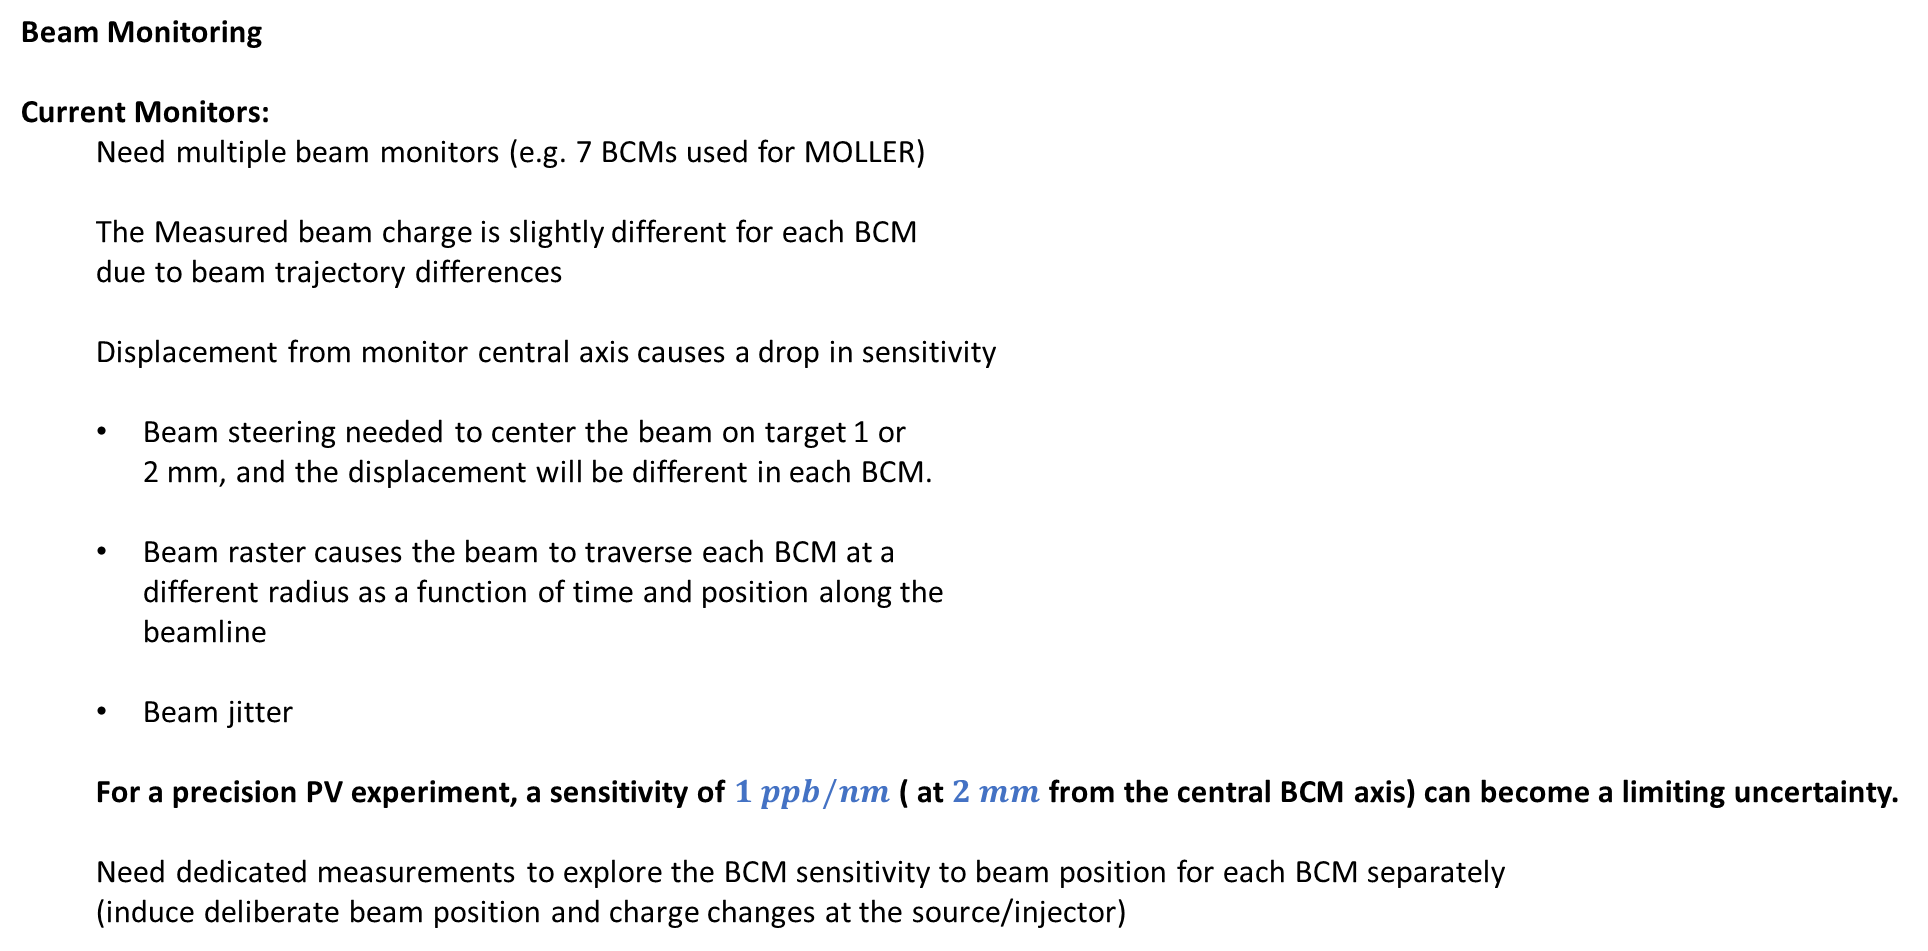 Beam Monitoring
Current Monitors:
Need multiple beam monitors (e.g. 7 BCMs used for MOLLER)
The Measured beam charge is slightly different for each BCM
due to beam trajectory differences
Displacement from monitor central axis causes a drop in sensitivity
• Beam steering needed to center the beam on target 1 or
2 mm, and the displacement will be different in each BCM.
• Beam raster causes the beam to traverse each BCM at a
different radius as a function of time and position along the
beamline
• Beam jitter
For a precision PV experiment, a sensitivity of 1 ppb/nm ( at 2 mm from the central BCM axis) can become a limiting uncertainty.
Need dedicated measurements to explore the BCM sensitivity to beam position for each BCM separately
(induce deliberate beam position and charge changes at the source/injector)